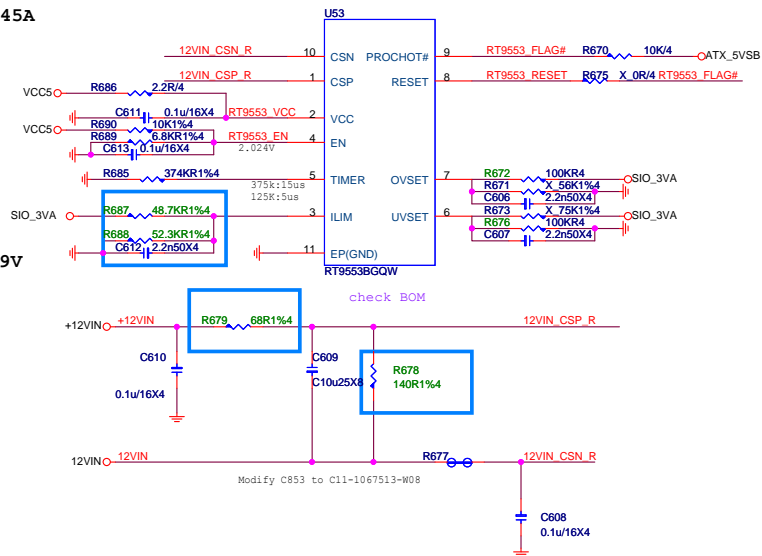 45A
U53
12VIN_CSN_R
10
CSN
PROCHOT#
9
RT9553_FLAG#
R670
10K/4
ATX_5VSB
12VIN_CSP_R
1
CSP
RESET
8
RT9553_RESET
R675
X_0R/4
RT9553_FLAG#
VCC5
R686
2.2R/4
C611
0.1u/16X4
RT9553_VCC
2
VCC
VCC5
R690
10K1%4
R689
6.8KR1%4
RT9553_EN
4
EN
C613
0.1u/16X4
2.024V
R685
374KR1%4
5
TIMER
375k:15us
125K:5us
OVSET
7
R672
100KR4
SIO_3VA
R671
X_56K1%4
C606
2.2n50X4
SIO_3VA
R687
48.7KR1%4
3
ILIM
UVSET
6
R673
X_75K1%4
SIO_3VA
R688
52.3KR1%4
R676
100KR4
C612
2.2n50X4
C607
2.2n50X4
11
EP(GND)
9V
RT9553BGQW
check BOM
+12VIN
+12VIN
R679
68R1%4
12VIN_CSP_R
C610
0.1u/16X4
C609
C10u25X8
R678
140R1%4
12VIN
12VIN
R677
12VIN_CSN_R
Modify C853 to C11-1067513-W08
C608
0.1u/16X4